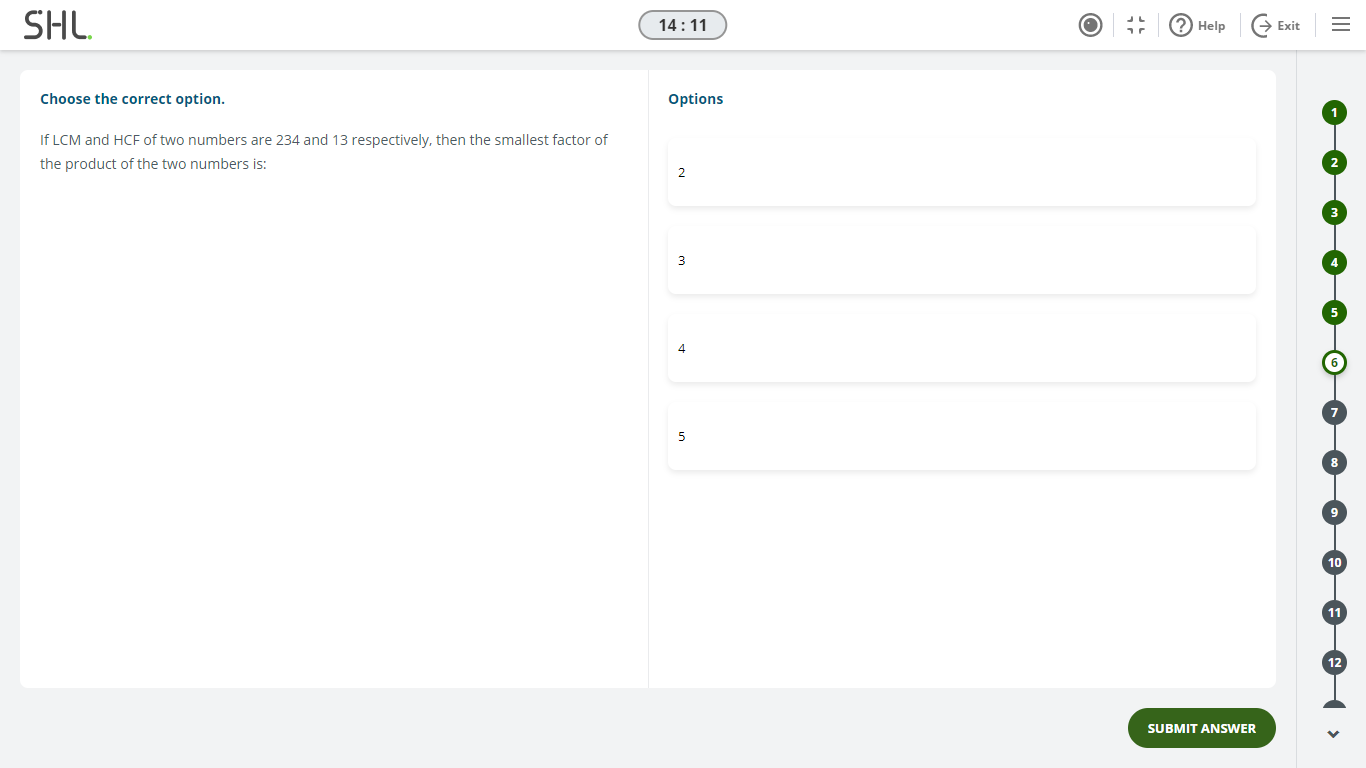 SHL.
14 : 11
Help
Exit
Choose the correct option.
If LCM and HCF of two numbers are 234 and 13 respectively, then the smallest factor of
the product of the two numbers is:
Options
2
3
4
5
1
2
3
4
5
6
7
8
9
10
11
12
SUBMIT ANSWER